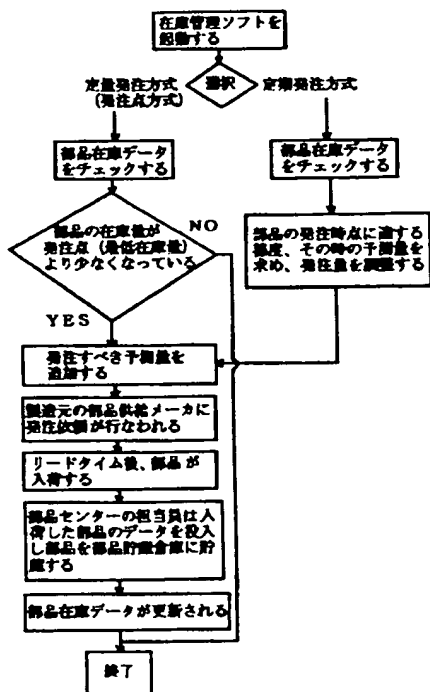 在庫管理ソフトを
起動する
選択
定量発注方式
(発注点方式)
定期発注方式
部品在庫データ
をチェックする
部品在庫データ
をチェックする
部品の在庫量が
発注点(最低在庫量)
より少なくなっている
NO
YES
部品の発注時点に達する
都度、その時の予測量を
求め、発注量を調整する
発注すべき予測量を
追加する
製造元の部品供給メーカに
発注依頼が行なわれる
リードタイム後、部品が
入荷する
部品センターの担当員は入
荷した部品のデータを投入
し部品を部品貯蔵倉庫に貯
蔵する
部品在庫データが更新される
終了